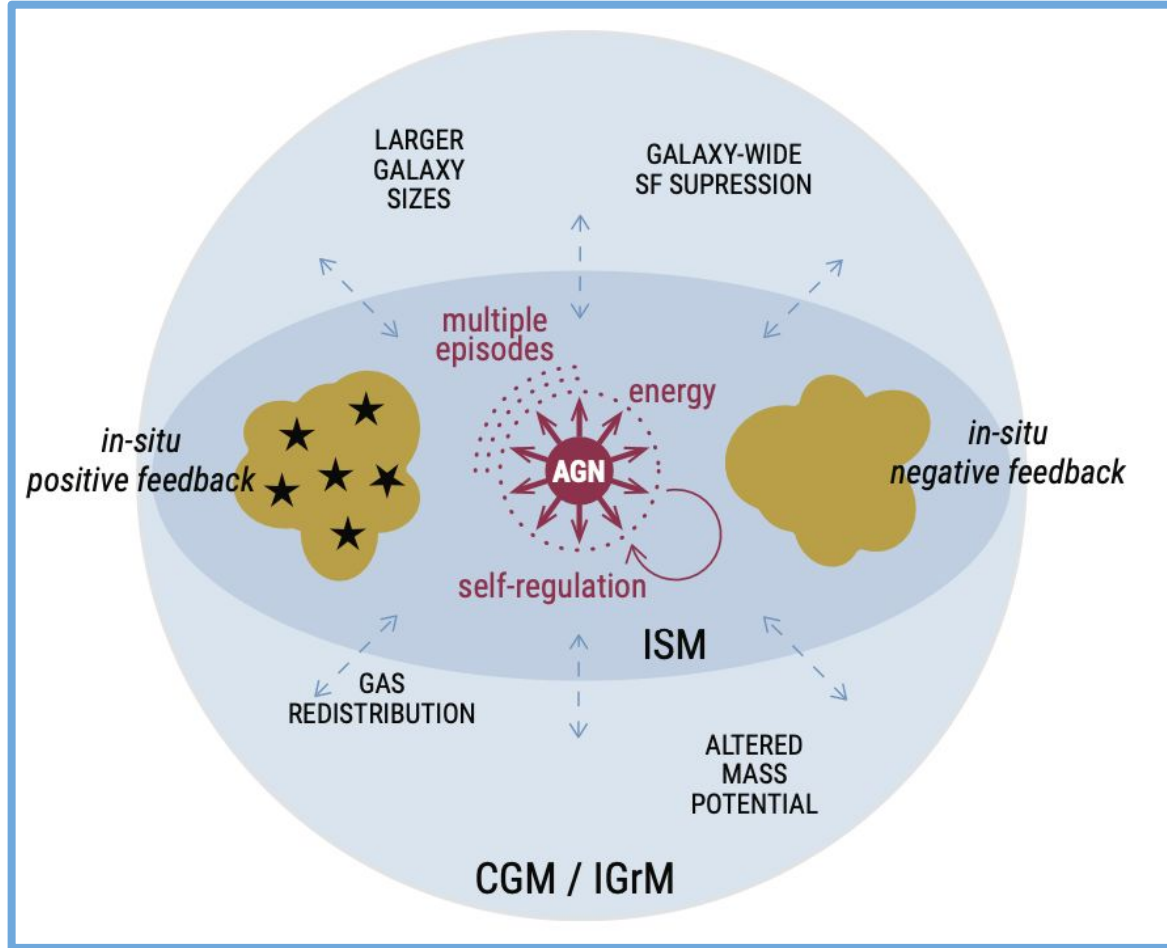 LARGER
GALAXY
SIZES
GALAXY-WIDE
SF SUPRESSION
multiple
episodes
energy
in-situ
positive feedback
AGN
in-situ
negative feedback
self-regulation
ISM
GAS
REDISTRIBUTION
ALTERED
MASS
POTENTIAL
CGM / IGrM